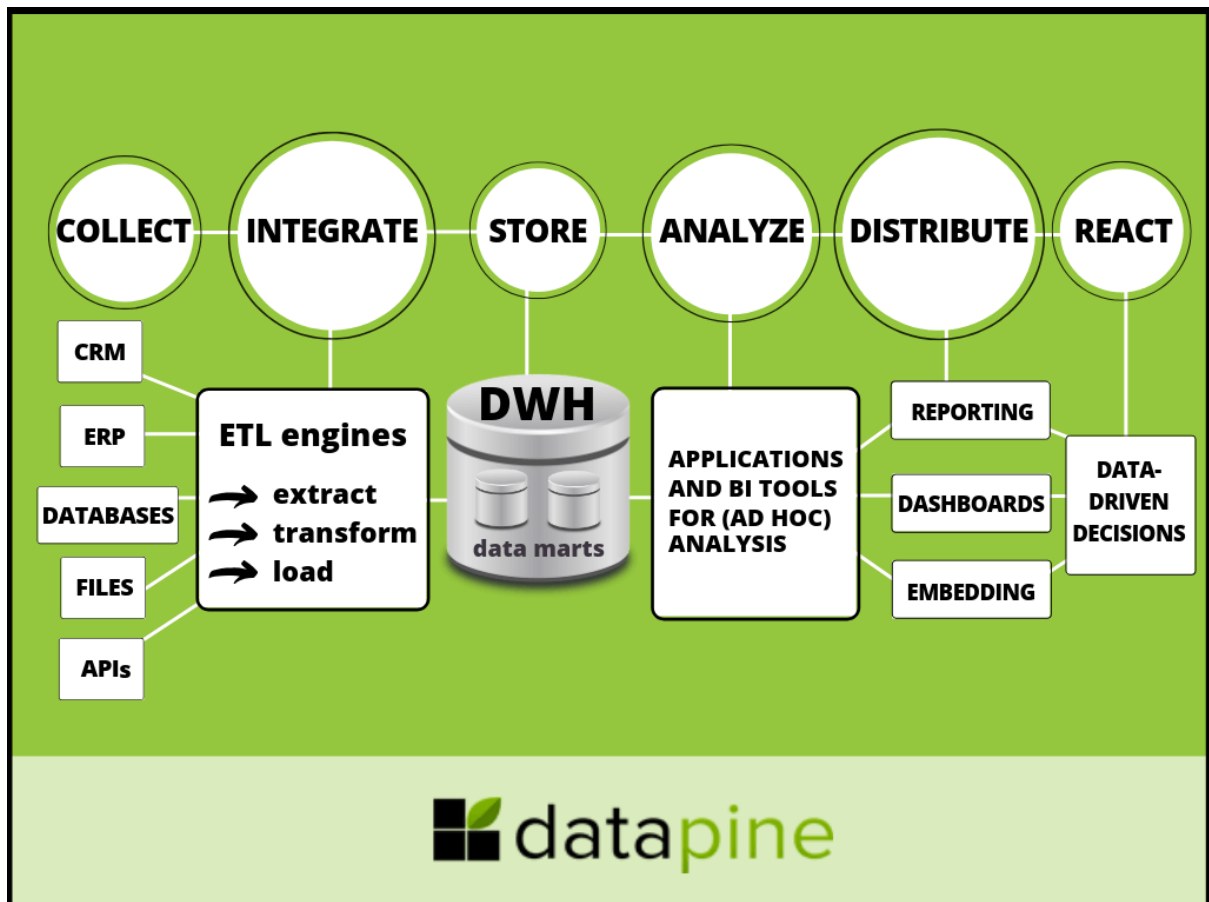 COLLECT
INTEGRATE
STORE
ANALYZE
DISTRIBUTE
REACT
CRM
ERP
DATABASES
FILES
APIs
ETL engines
extract
transform
load
DWH
data marts
APPLICATIONS
AND BI TOOLS
FOR (AD HOC)
ANALYSIS
REPORTING
DASHBOARDS
EMBEDDING
DATA-
DRIVEN
DECISIONS
datapine